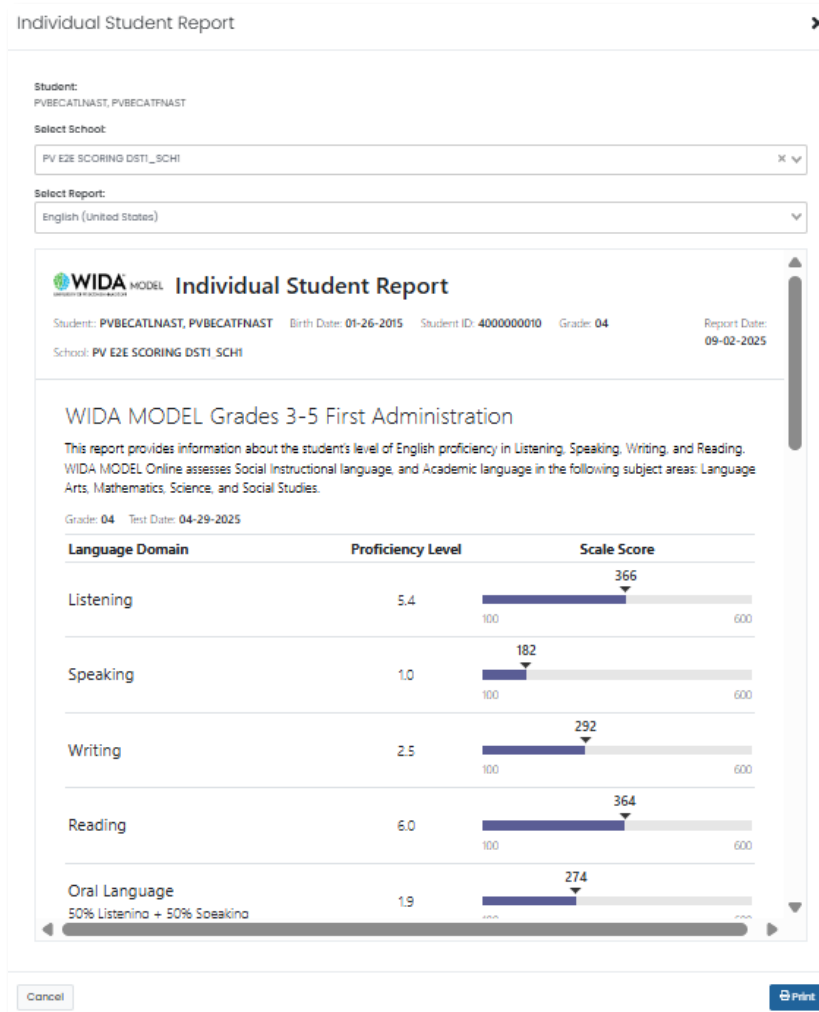 Individual Student Report
Student:
PVBECATLNAST, PVBECATFNAST
Select School:
PV E2E SCORING DST1_SCH1
Select Report:
English (United States)
WIDA MODEL Individual Student Report
Student:: PVBECATLNAST, PVBECATFNAST Birth Date: 01-26-2015 Student ID: 4000000010 Grade: 04 Report Date:
09-02-2025
School: PV E2E SCORING DST1_SCH1
WIDA MODEL Grades 3-5 First Administration
This report provides information about the student's level of English proficiency in Listening, Speaking, Writing, and Reading.
WIDA MODEL Online assesses Social Instructional language, and Academic language in the following subject areas: Language
Arts, Mathematics, Science, and Social Studies.
Grade: 04 Test Date: 04-29-2025
Language Domain Proficiency Level Scale Score
366
Listening 5.4
100 600
182
Speaking 1.0
100 600
292
Writing 2.5
100 600
364
Reading 6.0
100 600
274
Oral Language 1.9
50% Listening + 50% Speaking
Cancel Print